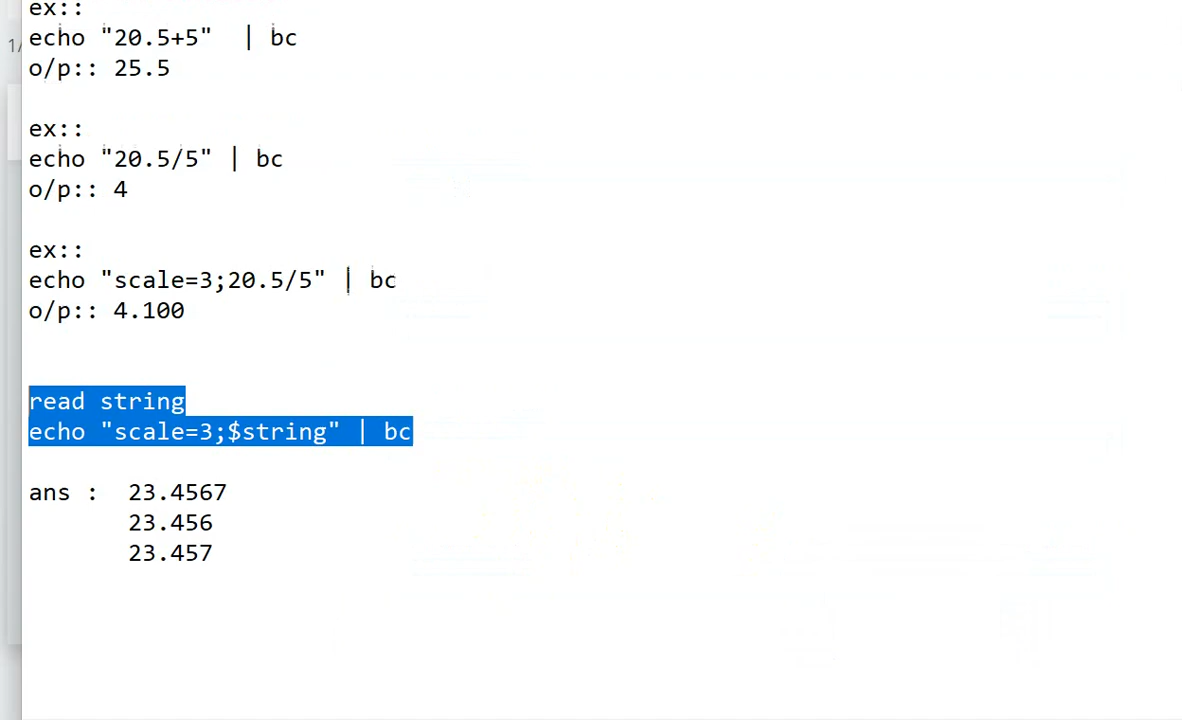 ex::
echo "20.5+5"  | bc
o/p:: 25.5
ex::
echo "20.5/5" | bc
o/p:: 4
ex::
echo "scale=3;20.5/5" | bc
o/p:: 4.100
read string
echo "scale=3;$string" | bc
ans :  23.4567
23.456
23.457
1/